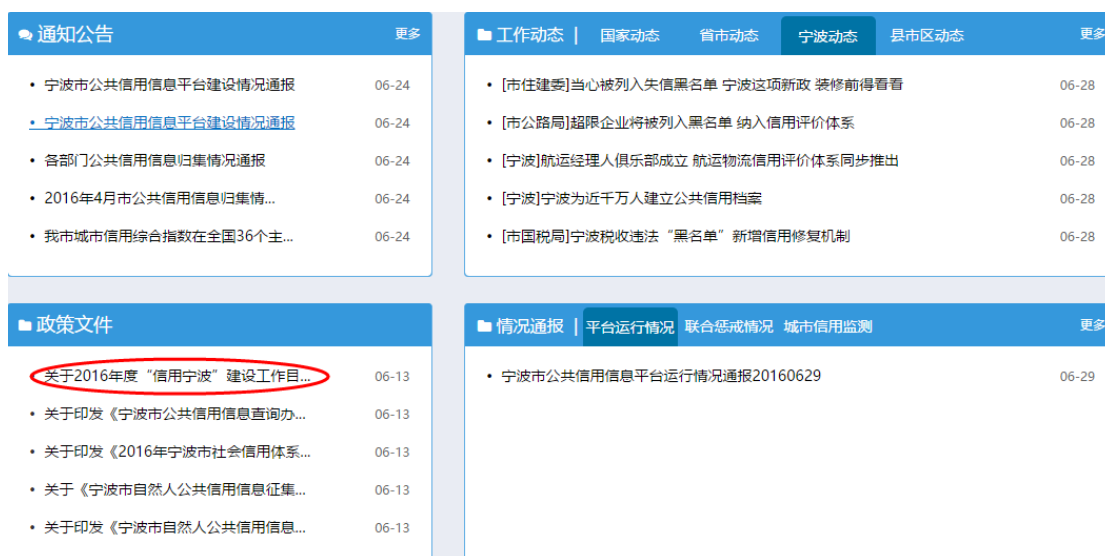 通知公告 更多
• 宁波市公共信用信息平台建设情况通报 06-24
• 宁波市公共信用信息平台建设情况通报 06-24
• 各部门公共信用信息归集情况通报 06-24
• 2016年4月市公共信用信息归集情... 06-24
• 我市城市信用综合指数在全国36个主... 06-24
工作动态 | 国家动态 省市动态 宁波动态 县市区动态 更多
• [市住建委]当心被列入失信黑名单 宁波这项新政 装修前得看看 06-28
• [市公路局]超限企业将被列入黑名单 纳入信用评价体系 06-28
• [宁波]航运经理人俱乐部成立 航运物流信用评价体系同步推出 06-28
• [宁波]宁波为近千万人建立公共信用档案 06-28
• [市国税局]宁波税收违法“黑名单”新增信用修复机制 06-28
政策文件
关于2016年度“信用宁波”建设工作目... 06-13
• 关于印发《宁波市公共信用信息查询办... 06-13
• 关于印发《2016年宁波市社会信用体系... 06-13
• 关于《宁波市自然人公共信用信息征集... 06-13
• 关于印发《宁波市自然人公共信用信息... 06-13
情况通报 | 平台运行情况 联合惩戒情况 城市信用监测 更多
• 宁波市公共信用信息平台运行情况通报20160629 06-29